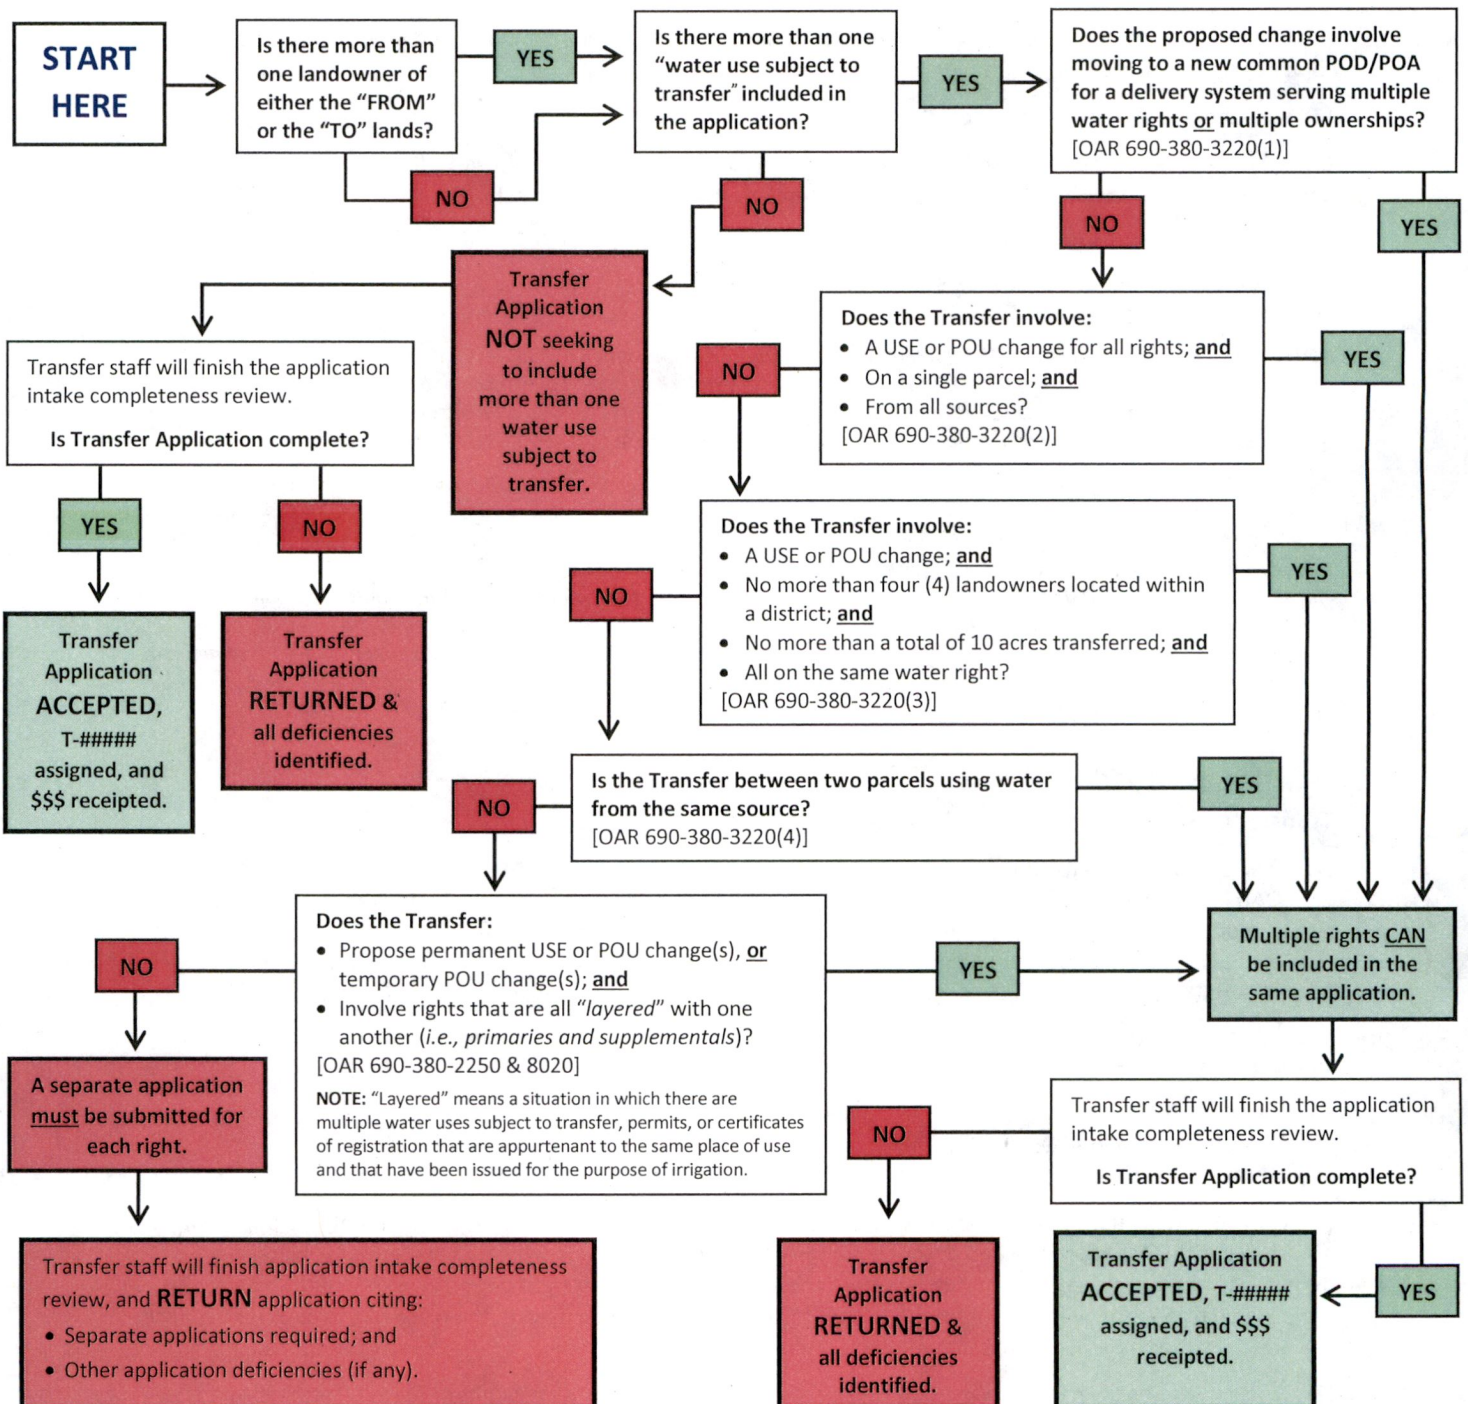 START
HERE
Is there more than
one landowner of
either the “FROM”
or the “TO” lands?
YES
NO
Is there more than one
“water use subject to
transfer” included in
the application?
YES
NO
Does the proposed change involve
moving to a new common POD/POA
for a delivery system serving multiple
water rights or multiple ownerships?
[OAR 690-380-3220(1)]
NO
YES
Transfer
Application
NOT seeking
to include
more than one
water use
subject to
transfer.
Transfer staff will finish the application
intake completeness review.
Is Transfer Application complete?
YES
NO
Transfer
Application
ACCEPTED,
T-#####
assigned, and
$$$ receipted.
Transfer
Application
RETURNED &
all deficiencies
identified.
Does the Transfer involve:
• A USE or POU change for all rights; and
• On a single parcel; and
• From all sources?
[OAR 690-380-3220(2)]
NO
YES
Does the Transfer involve:
• A USE or POU change; and
• No more than four (4) landowners located within
a district; and
• No more than a total of 10 acres transferred; and
• All on the same water right?
[OAR 690-380-3220(3)]
NO
YES
Is the Transfer between two parcels using water
from the same source?
[OAR 690-380-3220(4)]
NO
YES
Does the Transfer:
• Propose permanent USE or POU change(s), or
temporary POU change(s); and
• Involve rights that are all “layered” with one
another (i.e., primaries and supplementals)?
[OAR 690-380-2250 & 8020]
NOTE: “Layered” means a situation in which there are
multiple water uses subject to transfer, permits, or certificates
of registration that are appurtenant to the same place of use
and that have been issued for the purpose of irrigation.
NO
YES
Multiple rights CAN
be included in the
same application.
A separate application
must be submitted for
each right.
Transfer staff will finish application intake completeness
review, and RETURN application citing:
• Separate applications required; and
• Other application deficiencies (if any).
Transfer staff will finish the application
intake completeness review.
Is Transfer Application complete?
NO
YES
Transfer
Application
RETURNED &
all deficiencies
identified.
Transfer Application
ACCEPTED, T-#####
assigned, and $$$
receipted.